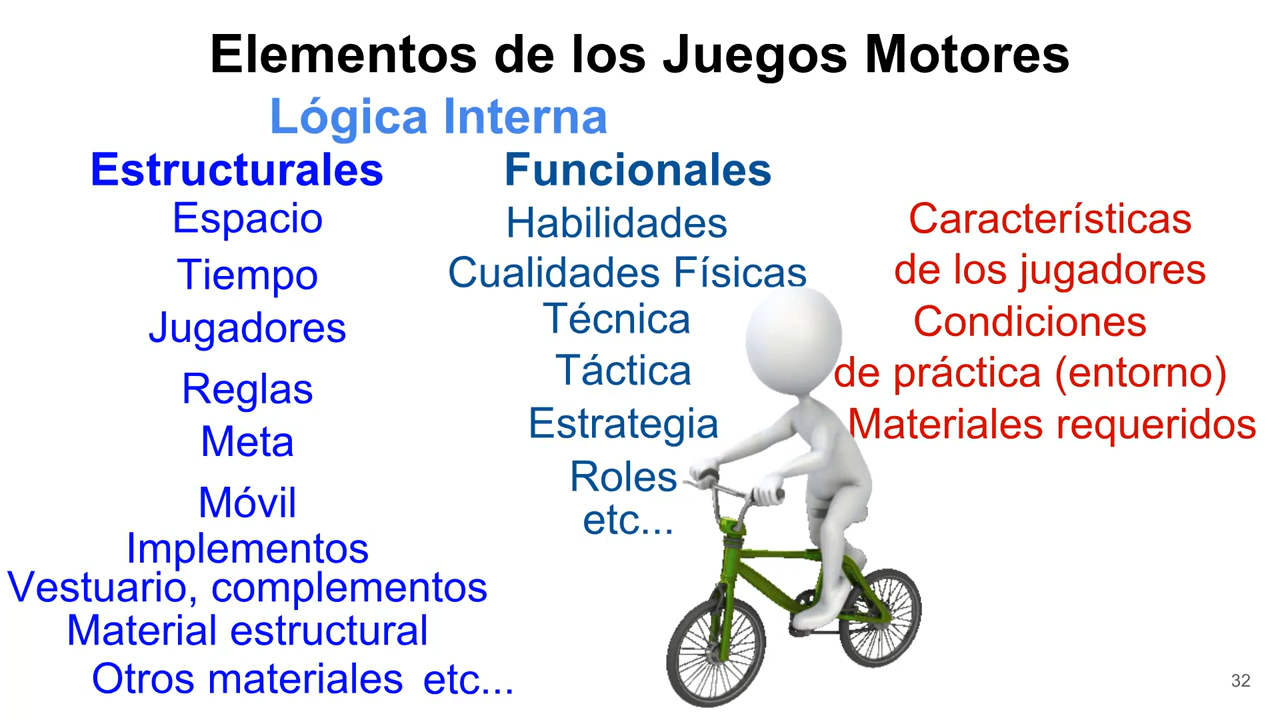 Elementos de los Juegos Motores
Lógica Interna
Estructurales
Espacio
Tiempo
Jugadores
Reglas
Meta
Móvil
Implementos
Vestuario, complementos
Material estructural
Otros materiales etc...
Funcionales
Habilidades
Cualidades Físicas
Técnica
Táctica
Estrategia
Roles
etc...
Características
de los jugadores
Condiciones
de práctica (entorno)
Materiales requeridos
32